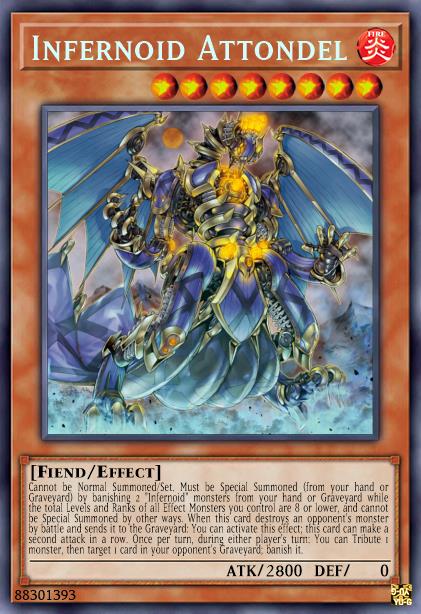 INFERNOID ATTONDEL
FIRE
炎
[FIEND/EFFECT]
Cannot be Normal Summoned/Set. Must be Special Summoned (from your hand or
Graveyard) by banishing 2 "Infernoid" monsters from your hand or Graveyard while
the total Levels and Ranks of all Effect Monsters you control are 8 or lower, and cannot
be Special Summoned by other ways. When this card destroys an opponent's monster
by battle and sends it to the Graveyard: You can activate this effect; this card can make a
second attack in a row. Once per turn, during either player's turn: You can Tribute 1
monster, then target 1 card in your opponent's Graveyard; banish it.
ATK/2800 DEF/ 0
88301393